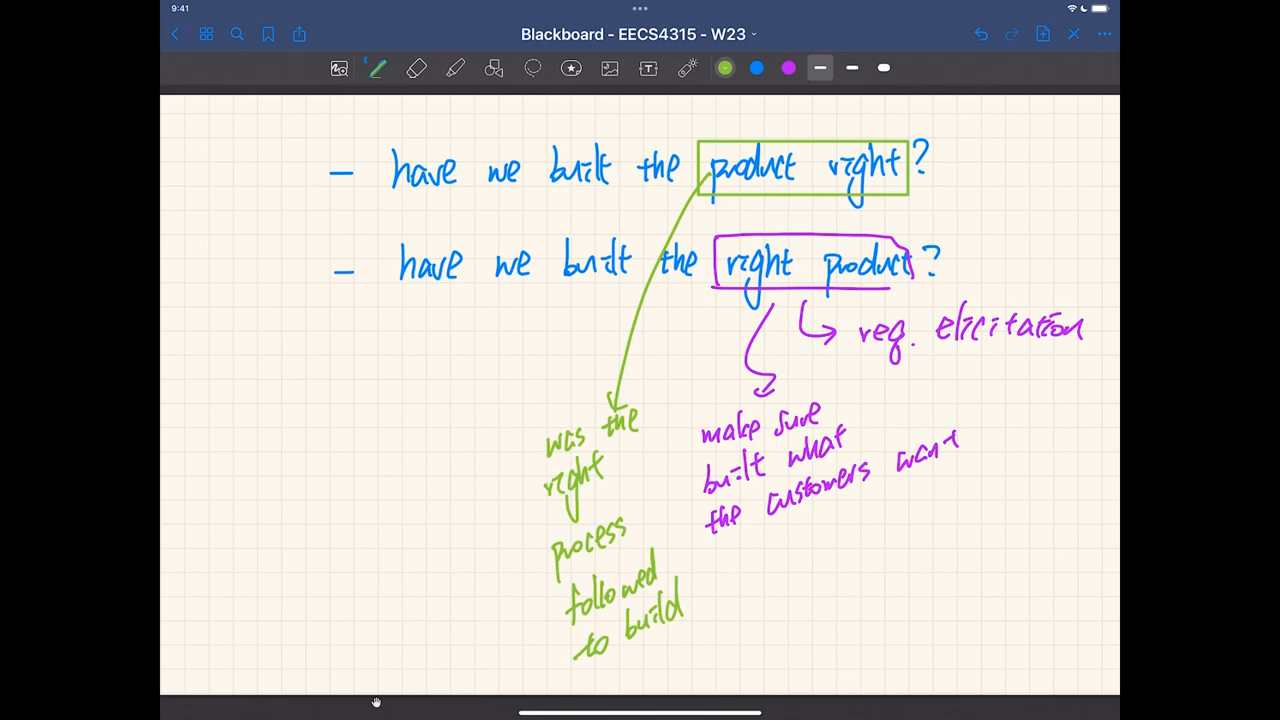 9:41
Blackboard - EECS4315 - W23
- have we built the product right?
- have we built the right product?
req. elicitation
make sure
built what
the customers want
was the
right
process
followed
to build